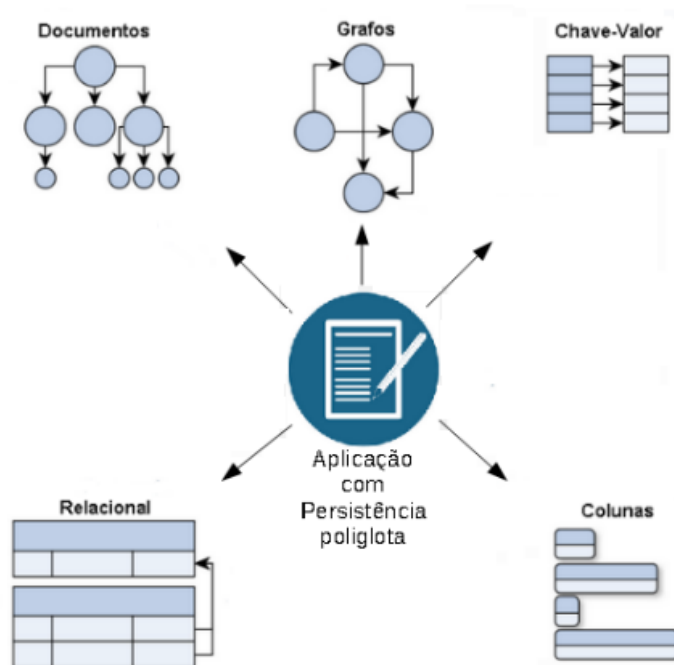 Documentos
Grafos
Chave-Valor
Aplicação
com
Persistência
poliglota
Relacional
Colunas